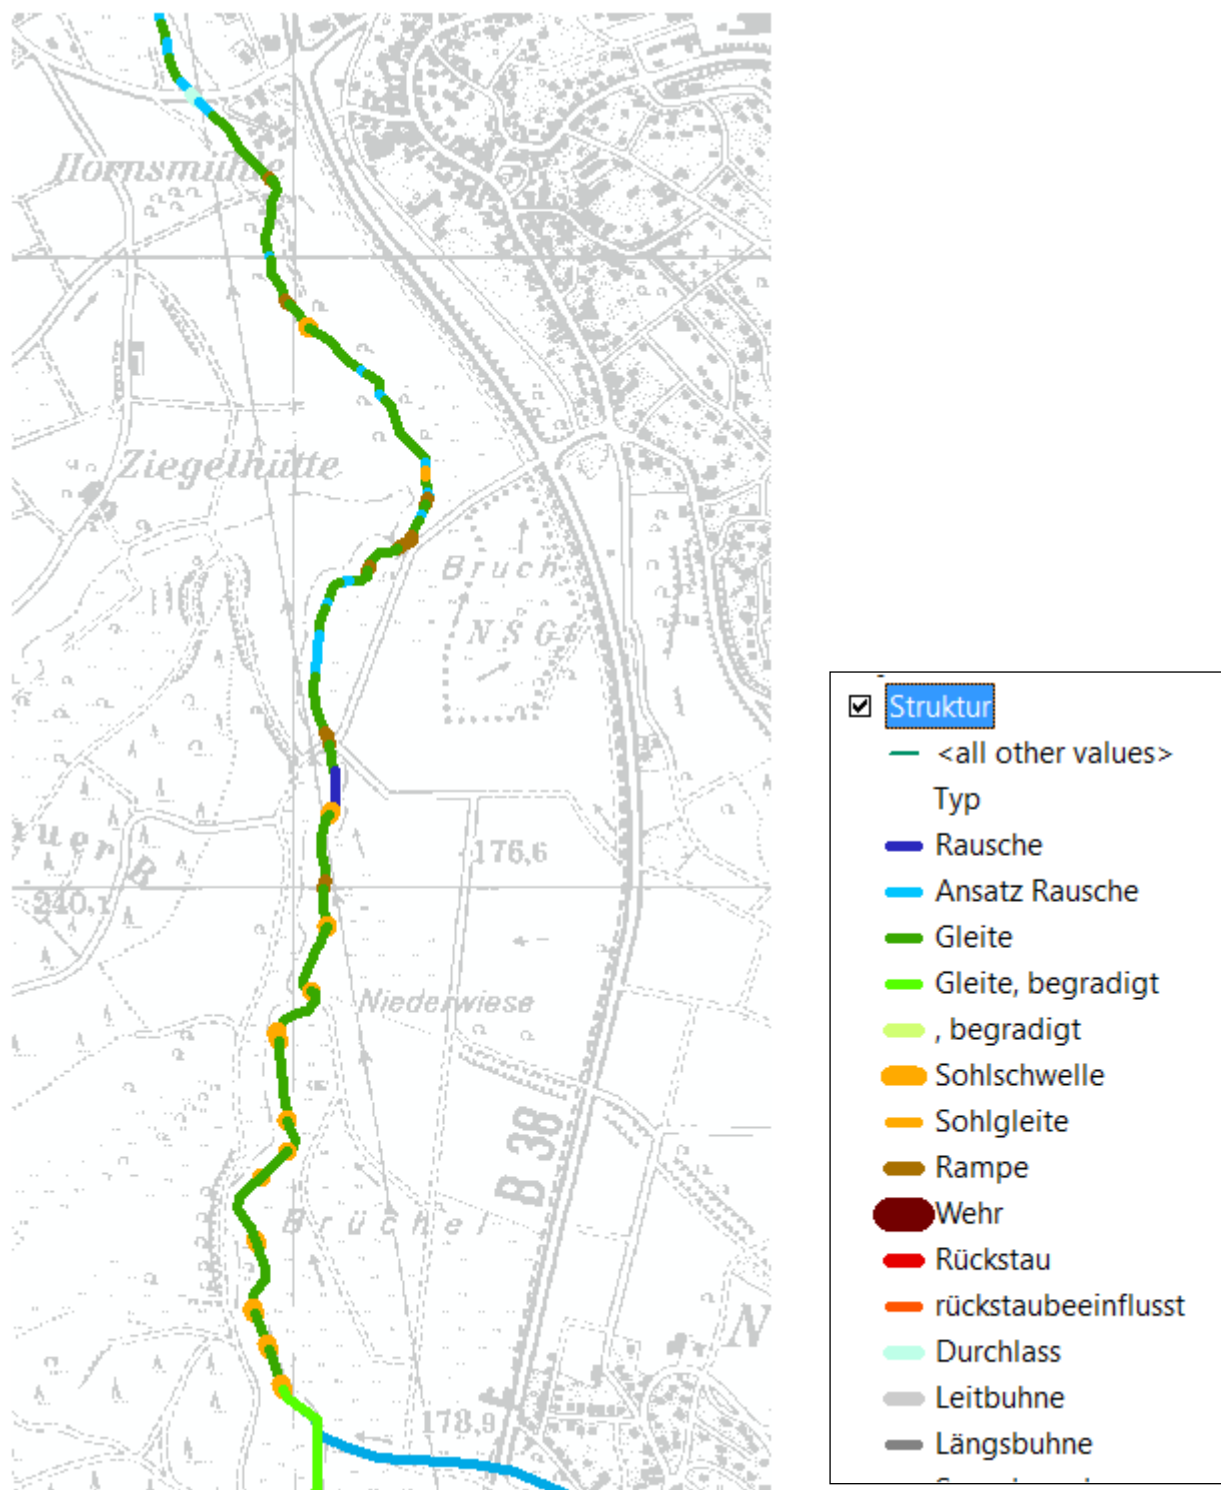 Hornsmühle
Ziegelhütte
Bruch
NSG
176,6
240,1
Niederwiese
B 38
Brüchel
N
178,9
Struktur
<all other values>
Typ
Rausche
Ansatz Rausche
Gleite
Gleite, begradigt
, begradigt
Sohlschwelle
Sohlgleite
Rampe
Wehr
Rückstau
rückstaubeeinflusst
Durchlass
Leitbuhne
Längsbuhne